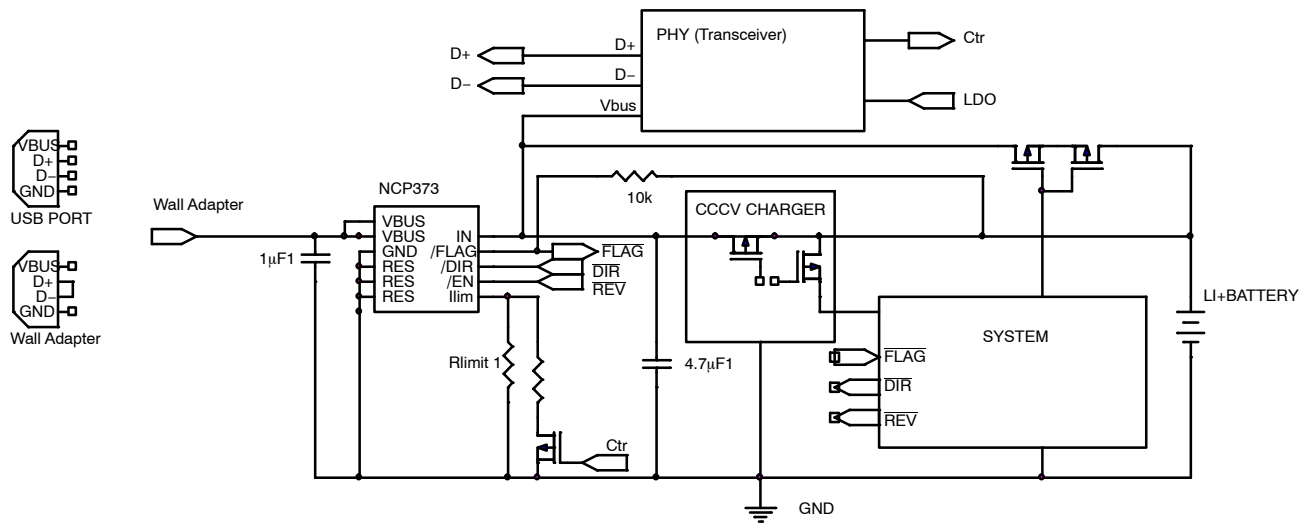 PHY (Transceiver)
D+
D+
Ctr
D−
D−
LDO
Vbus
VBUS
D+
D−
GND
USB PORT
NCP373
10k
Wall Adapter
CCCV CHARGER
VBUS
VBUS
GND
RES
RES
RES
IN
/FLAG
/DIR
/EN
Ilim
FLAG
DIR
REV
1μF1
VBUS
D+
D−
GND
Wall Adapter
LI+BATTERY
SYSTEM
Rlimit 1
4.7μF1
FLAG
DIR
REV
Ctr
GND